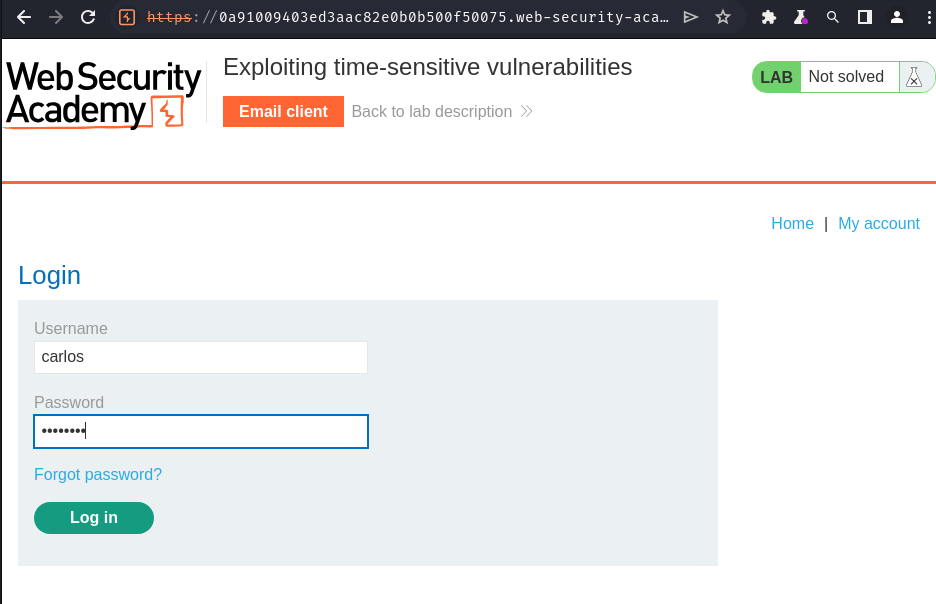 https://0a91009403ed3aac82e0b0b500f50075.web-security-aca…
Web Security
Academy
Exploiting time-sensitive vulnerabilities
Email client Back to lab description
LAB Not solved
Home | My account
Login
Username
carlos
Password
••••••••
Forgot password?
Log in